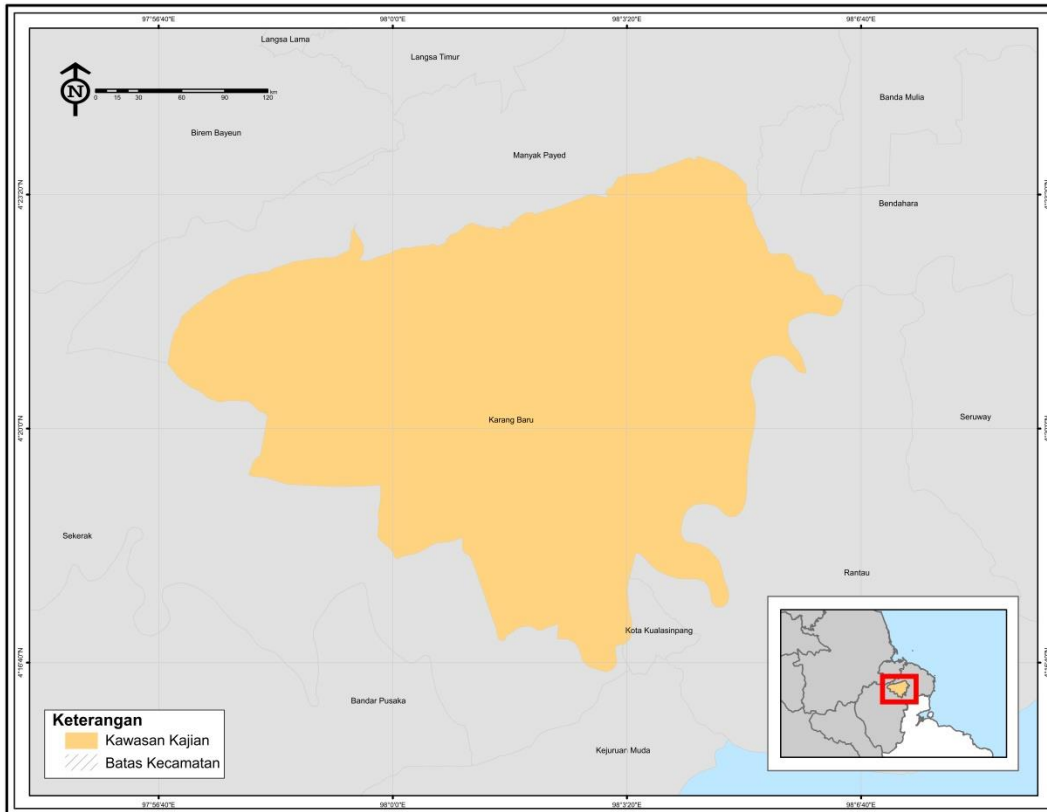 97°56'40"E
98°0'0"E
98°3'20"E
98°6'40"E
Langsa Lama
Langsa Timur
N
0 15 30 60 90 120 km
Banda Mulia
Birem Bayeun
Manyak Payed
4°23'20"N
Bendahara
Karang Baru
Seruway
4°20'0"N
4°20'0"N
Sekerak
Rantau
Kota Kualasinpang
4°16'40"N
Bandar Pusaka
Kejuruan Muda
Keterangan
Kawasan Kajian
Batas Kecamatan
97°56'40"E
98°0'0"E
98°3'20"E
98°6'40"E